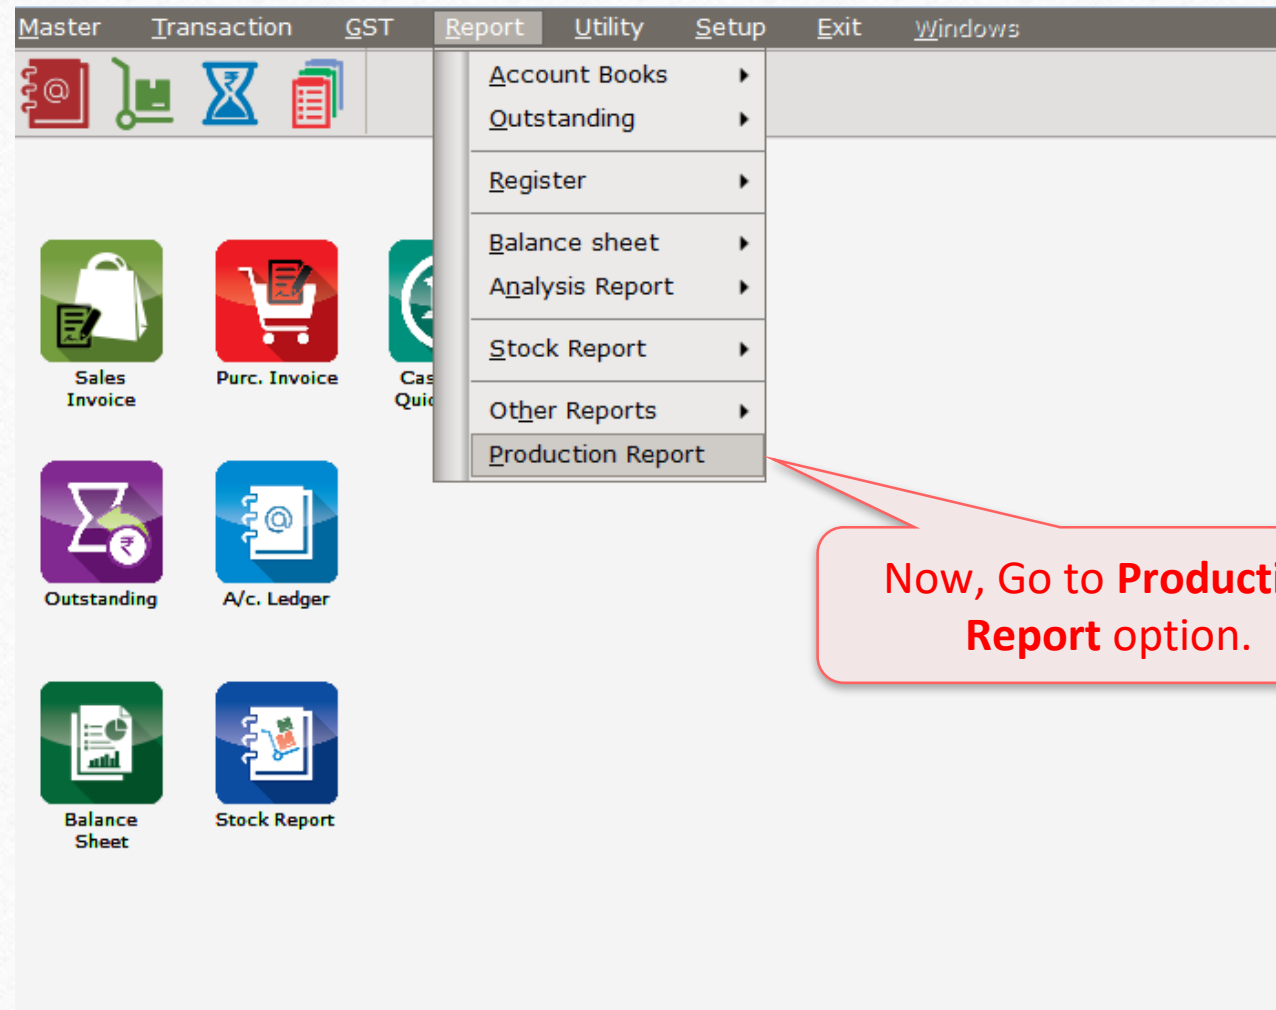 Master Transaction GST Report Utility Setup Exit Windows
Account Books
Outstanding
Register
Balance sheet
Analysis Report
Stock Report
Other Reports
Production Report
Sales
Invoice
Purc. Invoice
Outstanding
A/c. Ledger
Balance
Sheet
Stock Report
Now, Go to
Report option.